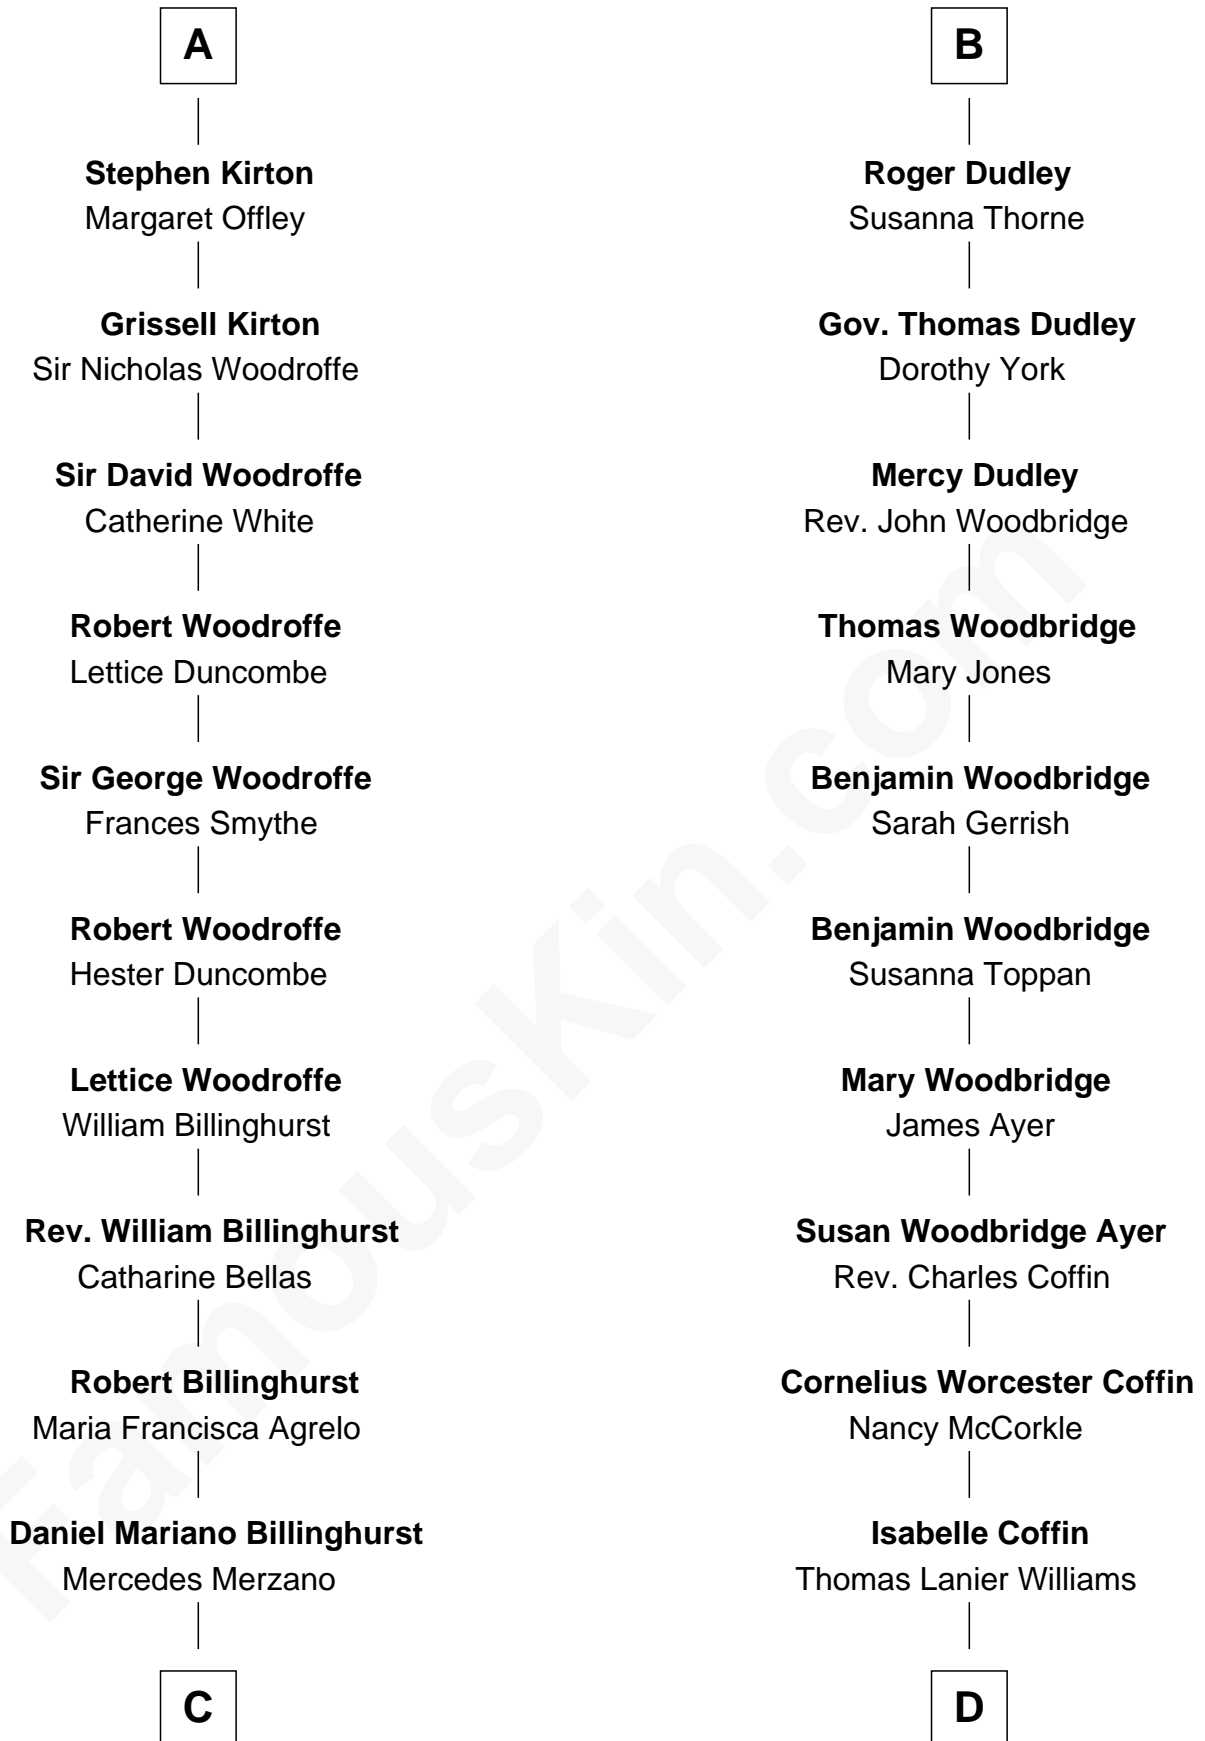 A
Stephen Kirton
Margaret Offley
Grissell Kirton
Sir Nicholas Woodroffe
Sir David Woodroffe
Catherine White
Robert Woodroffe
Lettice Duncombe
Sir George Woodroffe
Frances Smythe
Robert Woodroffe
Hester Duncombe
Lettice Woodroffe
William Billinghurst
Rev. William Billinghurst
Catharine Bellas
Robert Billinghurst
Maria Francisca Agrelo
Daniel Mariano Billinghurst
Mercedes Merzano
C
B
Roger Dudley
Susanna Thorne
Gov. Thomas Dudley
Dorothy York
Mercy Dudley
Rev. John Woodbridge
Thomas Woodbridge
Mary Jones
Benjamin Woodbridge
Sarah Gerrish
Benjamin Woodbridge
Susanna Toppan
Mary Woodbridge
James Ayer
Susan Woodbridge Ayer
Rev. Charles Coffin
Cornelius Worcester Coffin
Nancy McCorkle
Isabelle Coffin
Thomas Lanier Williams
D
FamousKin.com